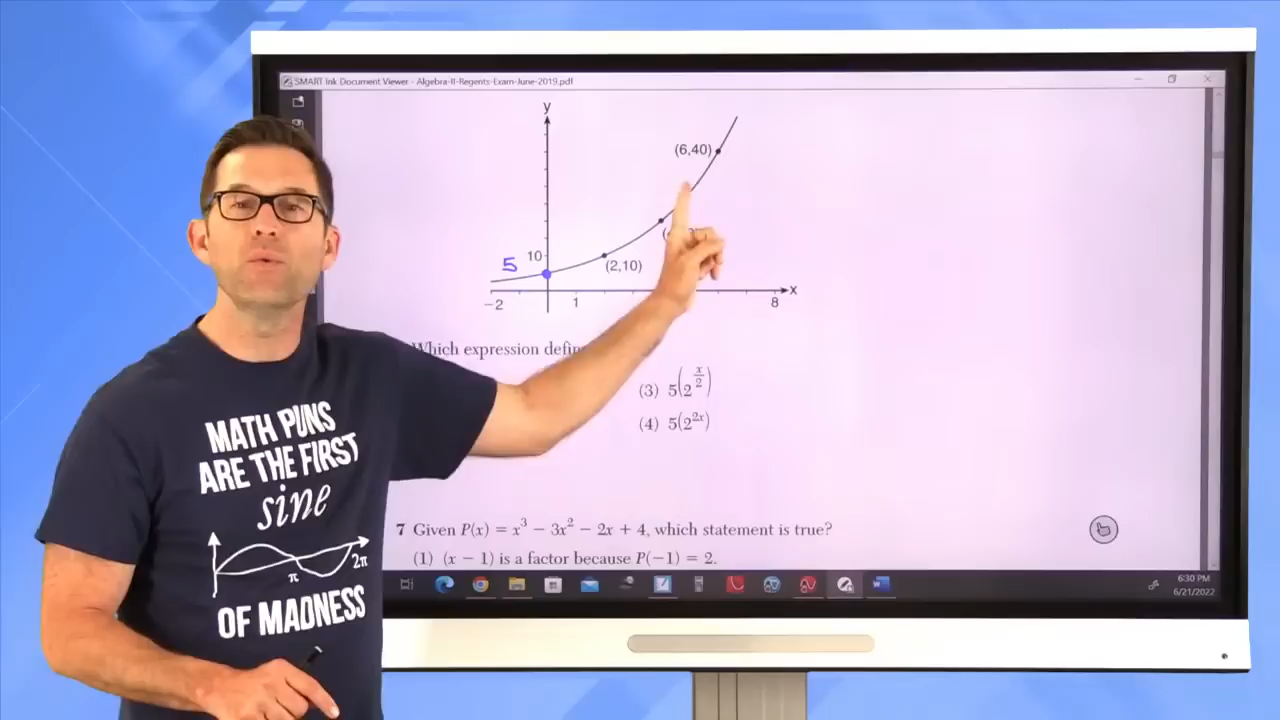 SMART Ink Document Viewer - Algebra-II-Regents-Exam-June-2019.pdf
y
(6,40)
5
10
(2,10)
-2
1
8
x
Which expression
(3) 5(2^{x/2})
(4) 5(2^{2x})
7 Given P(x) = x³ − 3x² − 2x + 4, which statement is true?
(1) (x − 1) is a factor because P(−1) = 2.
6:30 PM
6/21/2022
MATH PUNS
ARE THE FIRST
sine
π
2π
OF MADNESS